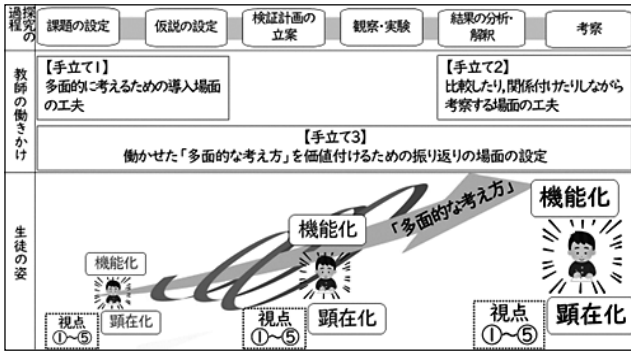 探究の過程
課題の設定
仮説の設定
検証計画の
立案
観察・実験
結果の分析・
解釈
考察
教師の働きかけ
【手立て1】
多面的に考えるための導入場面
の工夫
【手立て2】
比較したり,関係付けたりしながら
考察する場面の工夫
【手立て3】
働かせた「多面的な考え方」を価値付けるための振り返りの場面の設定
生徒の姿
「多面的な考え方」
機能化
顕在化
視点
①~⑤
機能化
顕在化
視点
①~⑤
機能化
顕在化
視点
①~⑤